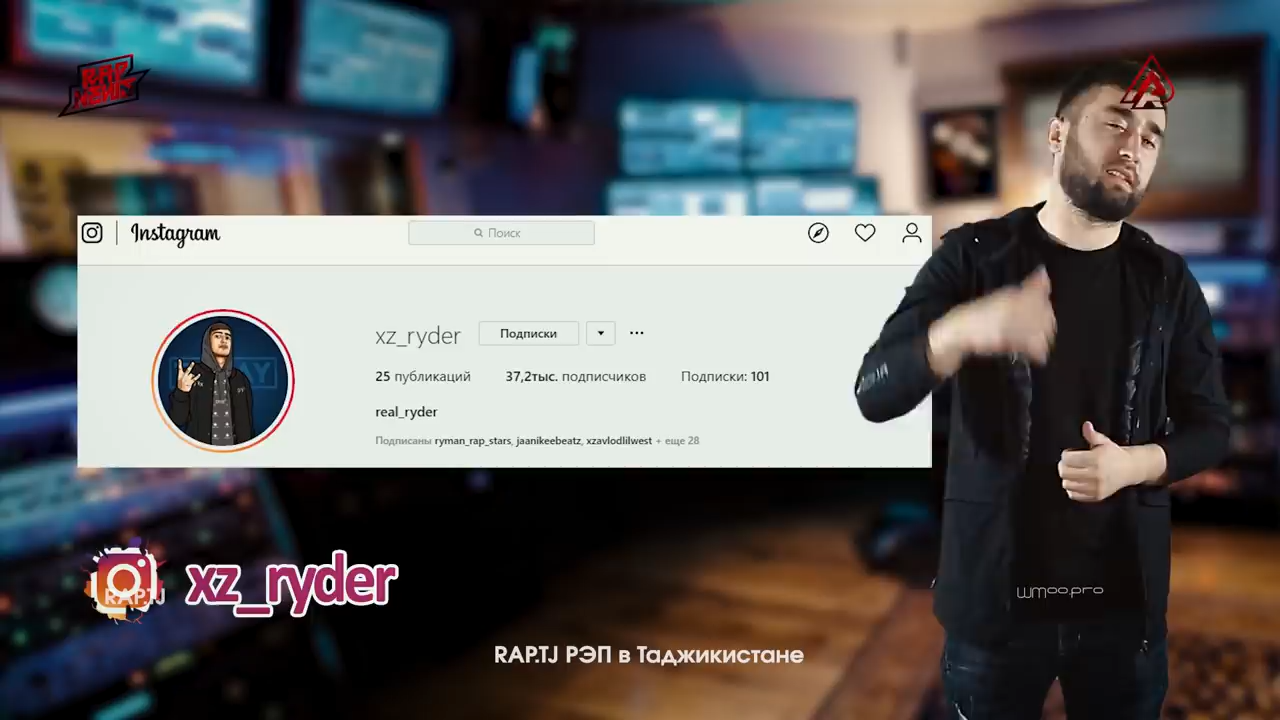 RAP
Instagram
Поиск
xz_ryder
Подписки
25 публикаций
37,2тыс. подписчиков
Подписки: 101
real_ryder
Подписаны ryman_rap_stars, jaanikeebeatz, xzavlodlilwest + еще 28
RAP.TJ
xz_ryder
wmoo.pro
RAP.TJ РЭП в Таджикистане